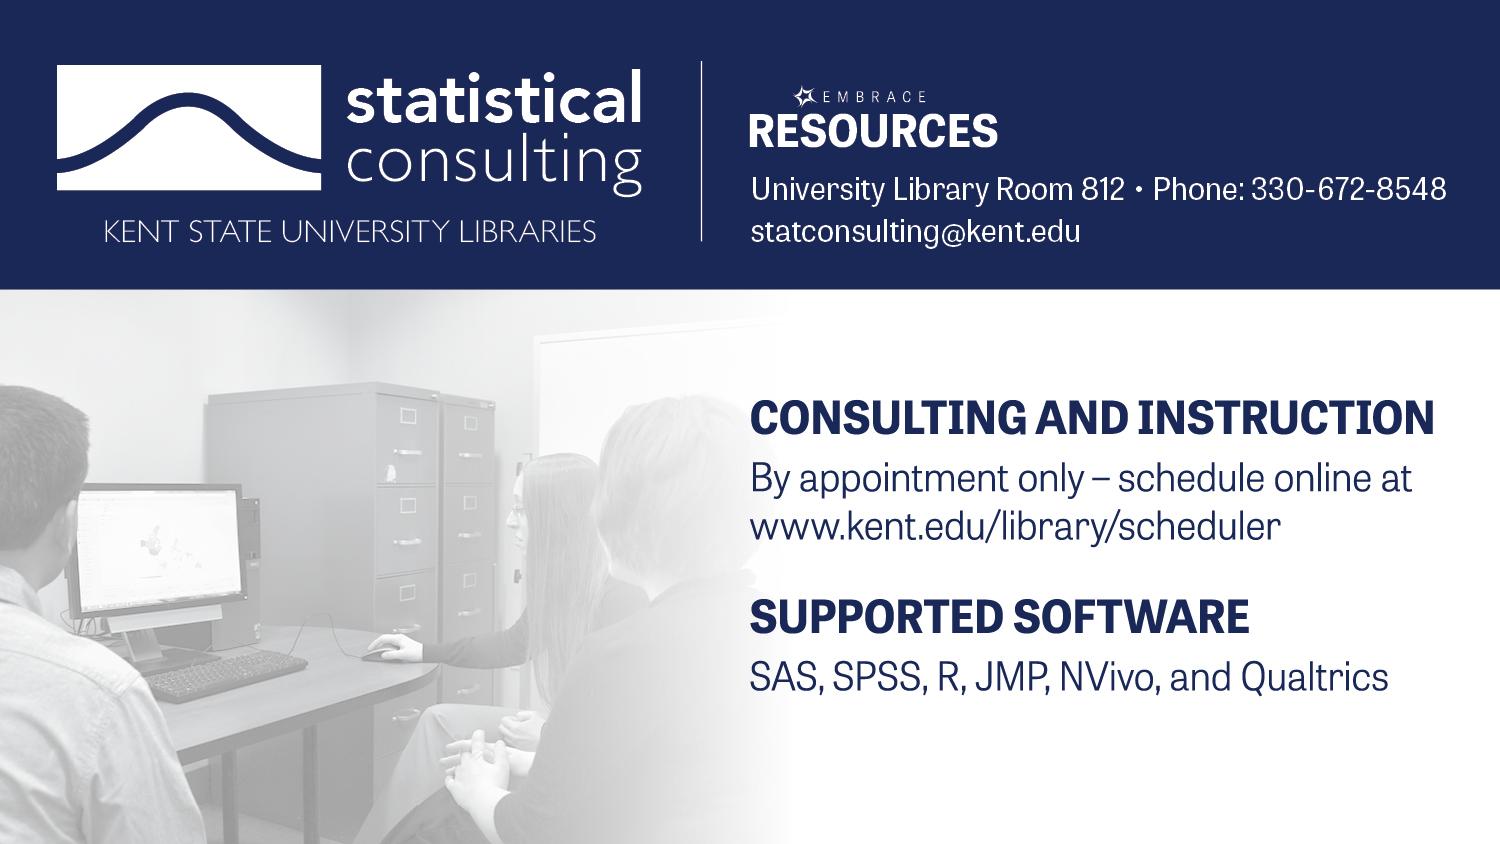 statistical
consulting
KENT STATE UNIVERSITY LIBRARIES
EMBRACE
RESOURCES
University Library Room 812 • Phone: 330-672-8548
statconsulting@kent.edu
CONSULTING AND INSTRUCTION
By appointment only – schedule online at
www.kent.edu/library/scheduler
SUPPORTED SOFTWARE
SAS, SPSS, R, JMP, NVivo, and Qualtrics